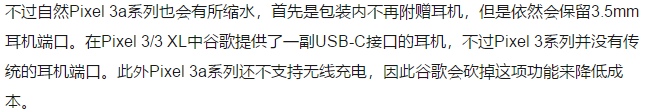 不过自然Pixel 3a系列也会有所缩水，首先是包装内不再附赠耳机，但是依然会保留3.5mm
耳机端口。在Pixel 3/3 XL中谷歌提供了一副USB-C接口的耳机，不过Pixel 3系列并没有传
统的耳机端口。此外Pixel 3a系列还不支持无线充电，因此谷歌会砍掉这项功能来降低成
本。